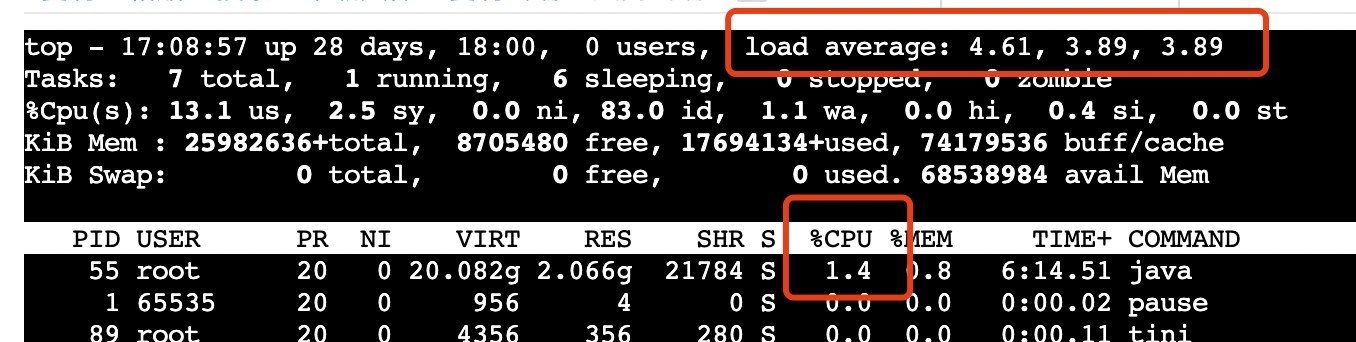 top - 17:08:57 up 28 days, 18:00,  0 users,  load average: 4.61, 3.89, 3.89
Tasks:   7 total,   1 running,   6 sleeping,   0 stopped,   0 zombie
%Cpu(s): 13.1 us,  2.5 sy,  0.0 ni, 83.0 id,  1.1 wa,  0.0 hi,  0.4 si,  0.0 st
KiB Mem : 25982636+total,  8705480 free, 17694134+used, 74179536 buff/cache
KiB Swap:        0 total,        0 free,        0 used. 68538984 avail Mem
PID USER      PR  NI    VIRT    RES    SHR S  %CPU %MEM     TIME+ COMMAND
55 root      20   0 20.082g 2.066g  21784 S   1.4  0.8   6:14.51 java
1 65535     20   0     956      4      0 S   0.0  0.0   0:00.02 pause
89 root      20   0    4356    356    280 S   0.0  0.0   0:00.11 tini